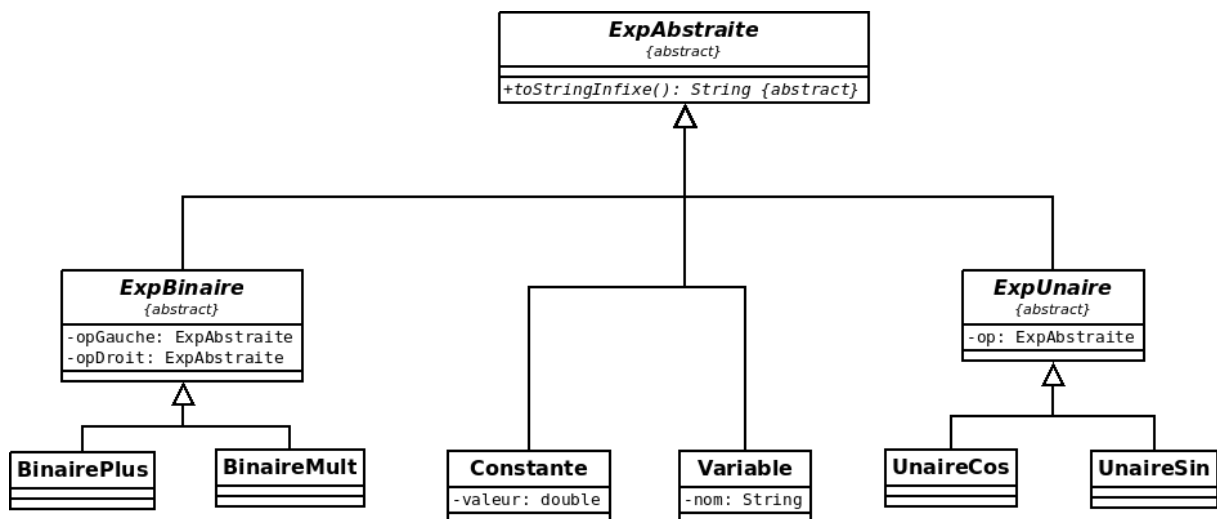 ExpAbstraite
{abstract}
+toStringInfixe(): String {abstract}
ExpBinaire
{abstract}
-opGauche: ExpAbstraite
-opDroit: ExpAbstraite
ExpUnaire
{abstract}
-op: ExpAbstraite
BinairePlus
BinaireMult
Constante
-valeur: double
Variable
-nom: String
UnaireCos
UnaireSin